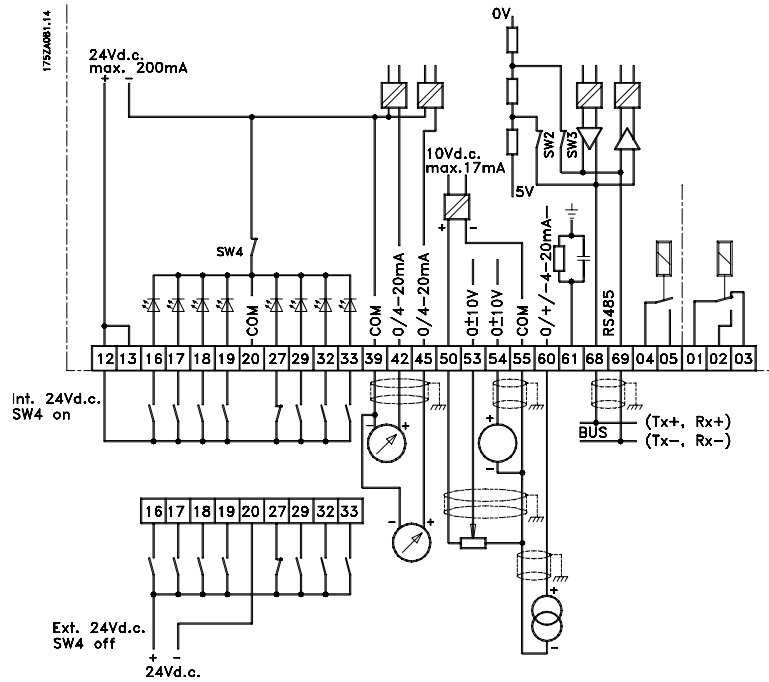 175ZA061.14
24Vd.c.
max. 200mA
+ −
0V
SW2
SW3
10Vd.c.
max.17mA
5V
+ −
SW4
COM
COM
0/4−20mA
0/4−20mA
0±10V
0±10V
COM
0/+/−4−20mA
RS485
12 13 16 17 18 19 20 27 29 32 33 39 42 45 50 53 54 55 60 61 68 69 04 05 01 02 03
Int. 24Vd.c.
SW4 on
− +
+
−
(Tx+, Rx+)
BUS
(Tx−, Rx−)
16 17 18 19 20 27 29 32 33
− +
+
−
Ext. 24Vd.c.
SW4 off
+ −
24Vd.c.